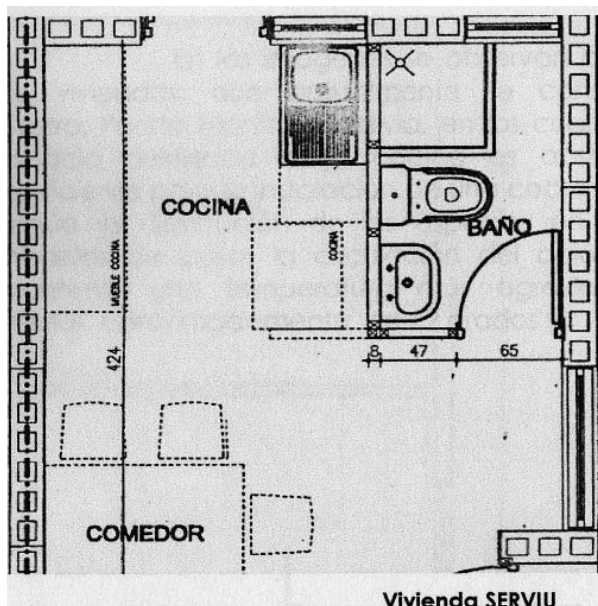 COCINA
BAÑO
MUEBLE COCINA
COCINA
424
8 47 65
COMEDOR
Vivienda SERVIU